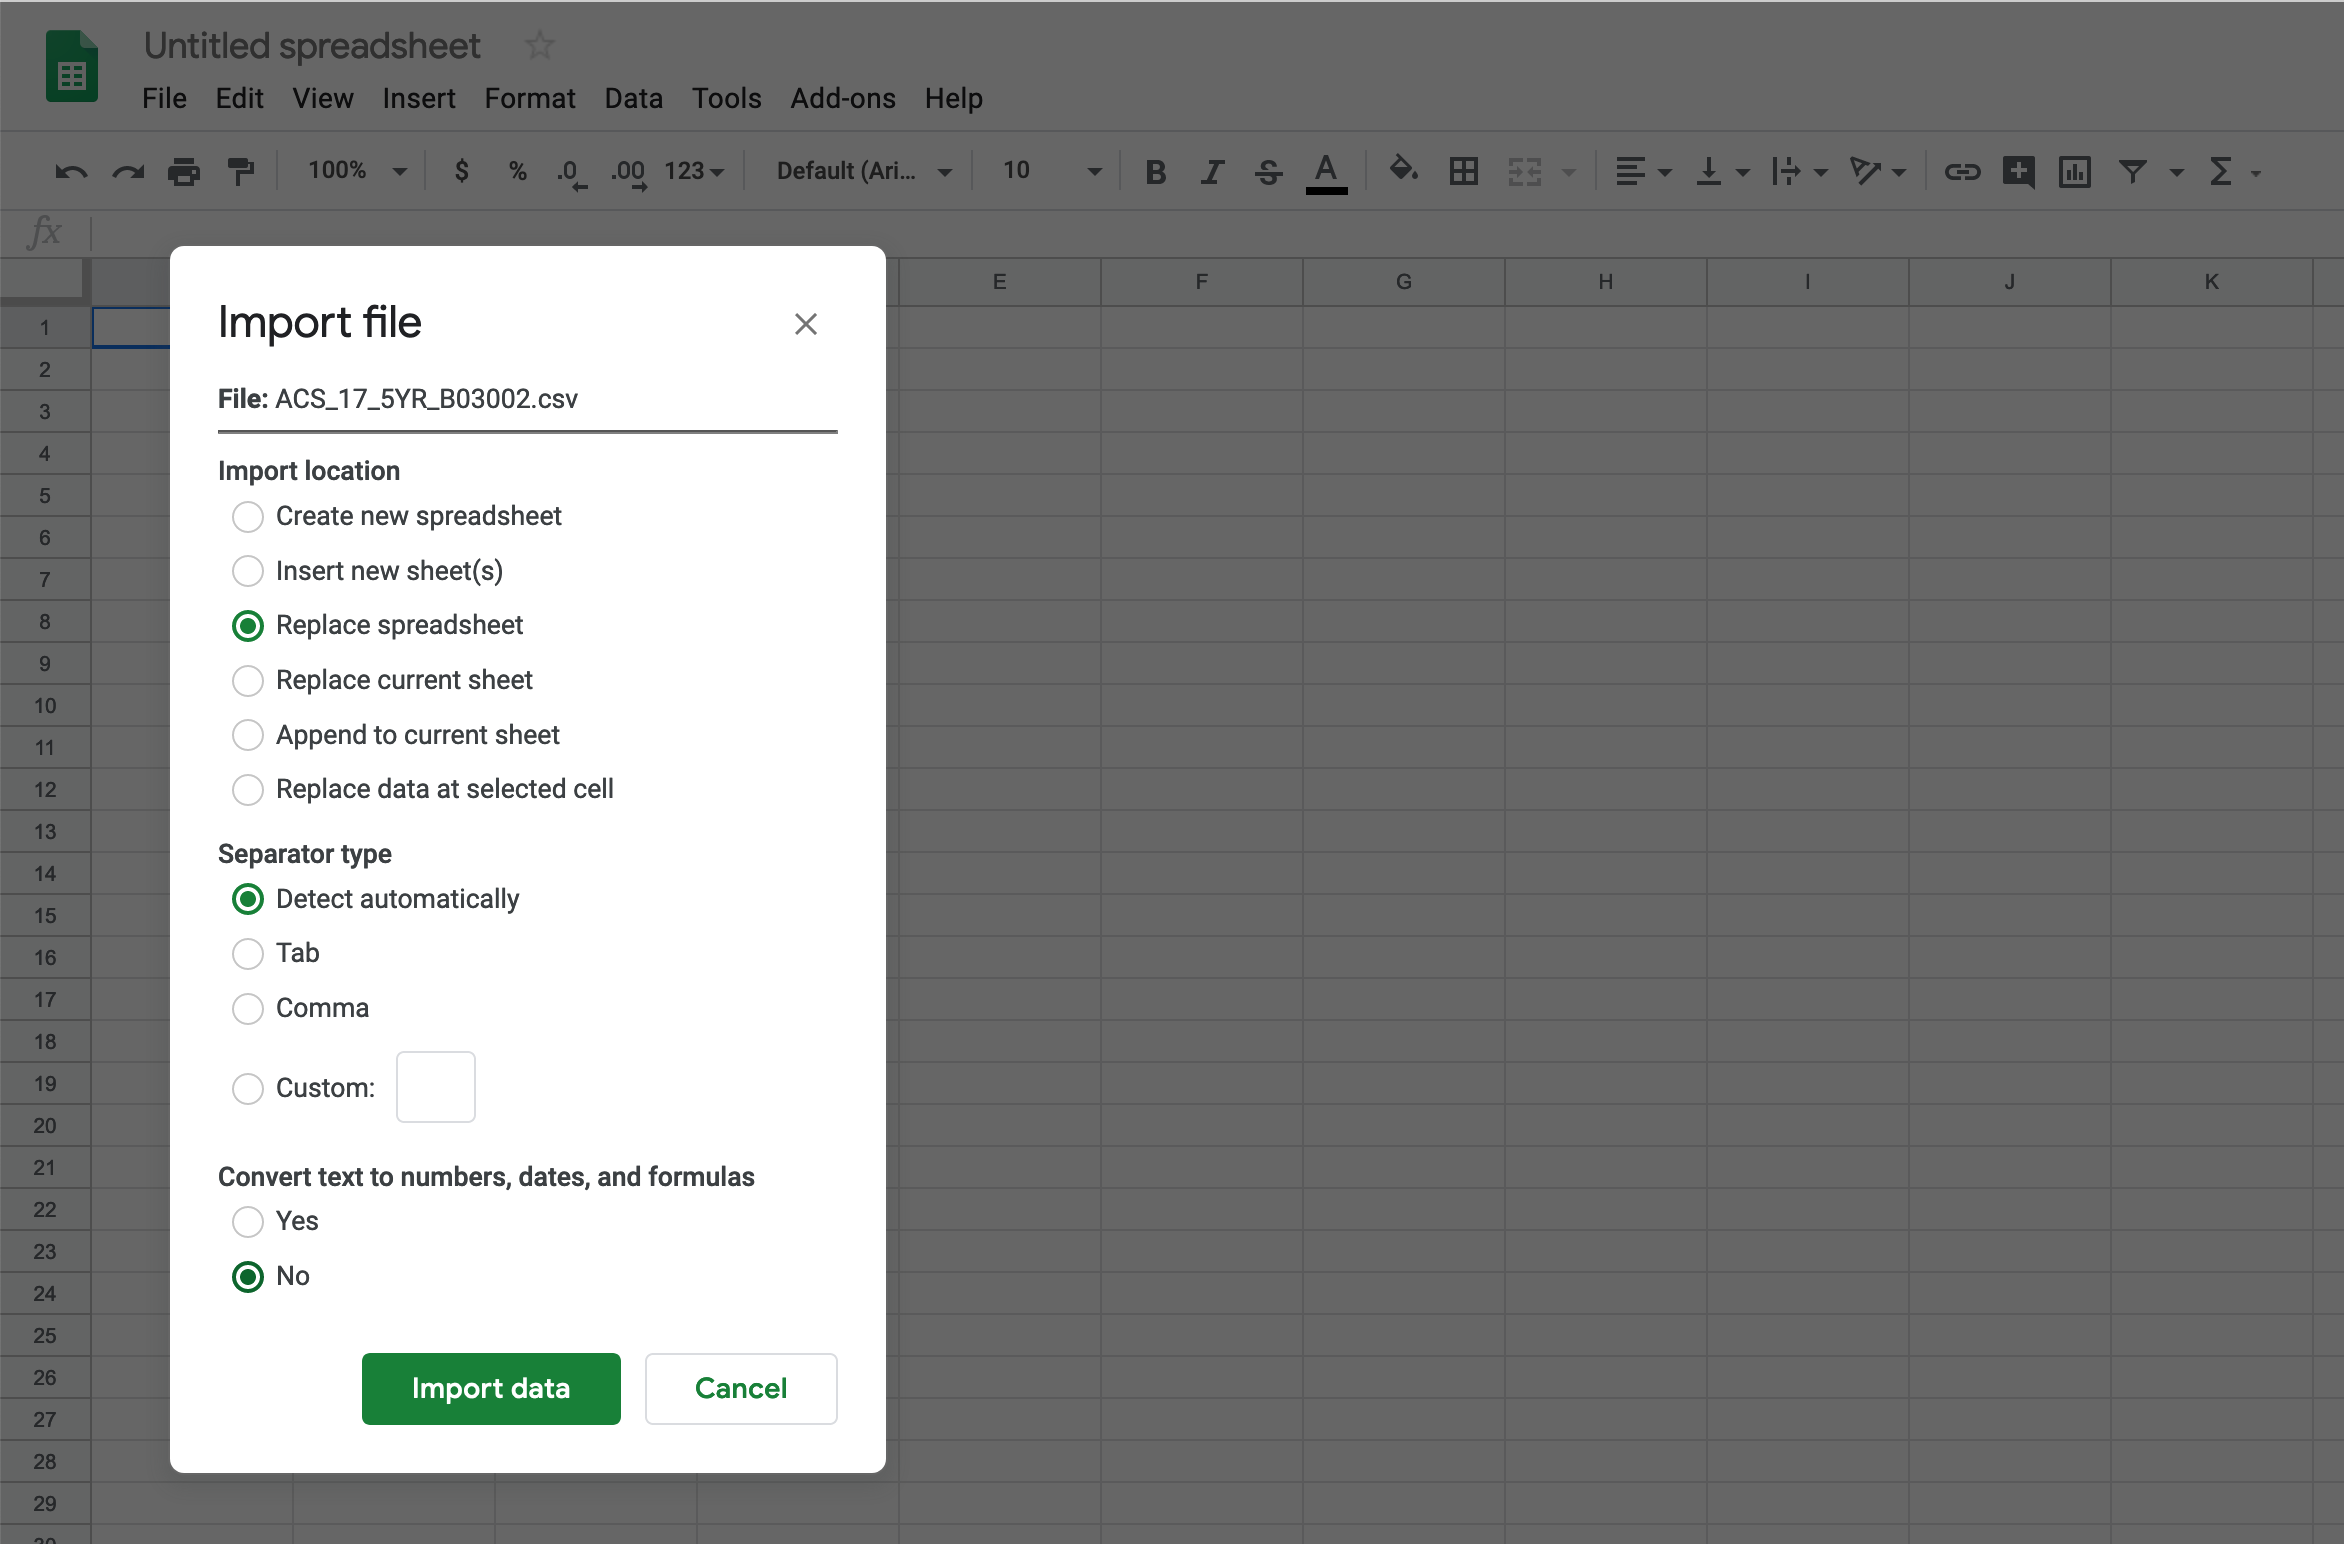 Untitled spreadsheet
File Edit View Insert Format Data Tools Add-ons Help
100% $ % .0 .00 123 Default (Ari... 10 B I S A Σ
fx
E F G H I J K
Import file
File: ACS_17_5YR_B03002.csv
Import location
Create new spreadsheet
Insert new sheet(s)
Replace spreadsheet
Replace current sheet
Append to current sheet
Replace data at selected cell
Separator type
Detect automatically
Tab
Comma
Custom:
Convert text to numbers, dates, and formulas
Yes
No
Import data Cancel
1
2
3
4
5
6
7
8
9
10
11
12
13
14
15
16
17
18
19
20
21
22
23
24
25
26
27
28
29
30